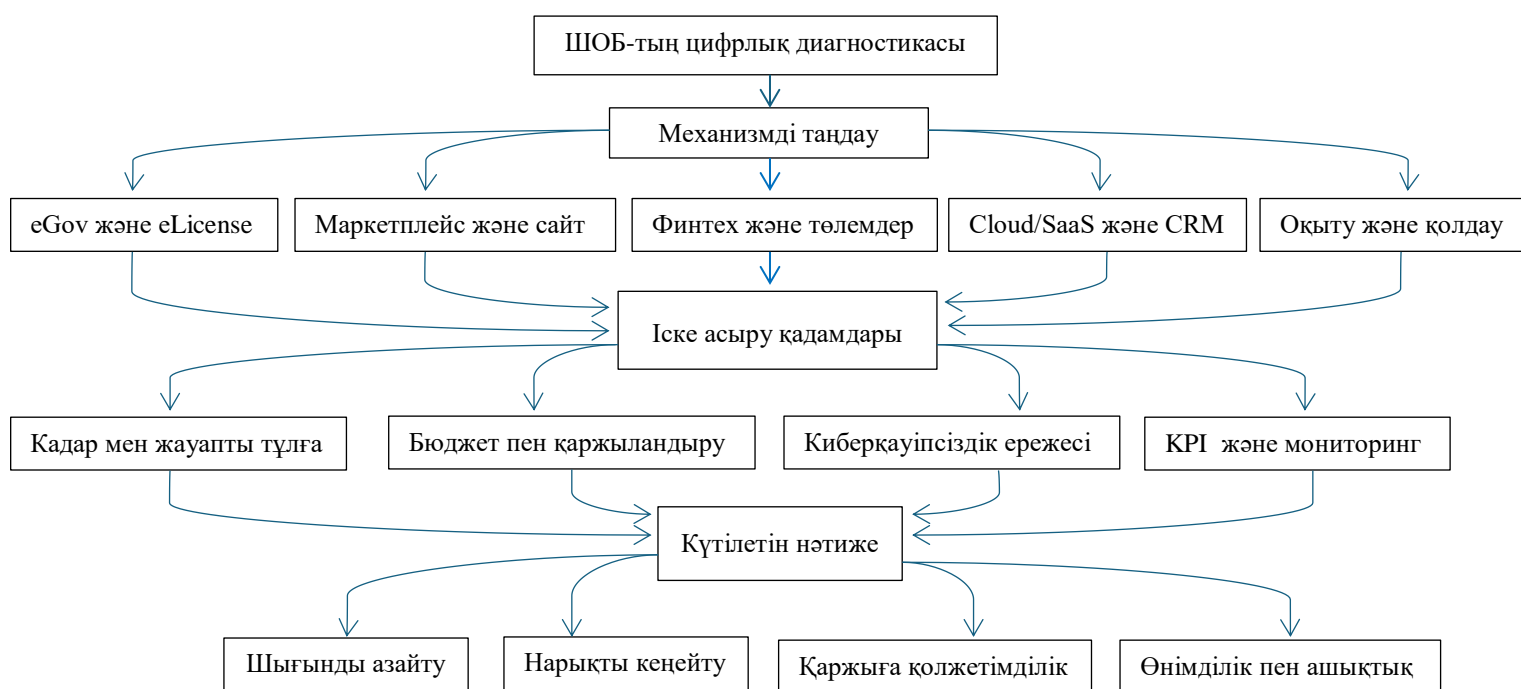 ШОБ-тың цифрлық диагностикасы
Механизмді таңдау
eGov және eLicense
Маркетплейс және сайт
Финтех және төлемдер
Cloud/SaaS және CRM
Оқыту және қолдау
Іске асыру қадамдары
Кадар мен жауапты тұлға
Бюджет пен қаржыландыру
Киберқауіпсіздік ережесі
KPI  және мониторинг
Күтілетін нәтиже
Шығынды азайту
Нарықты кеңейту
Қаржыға қолжетімділік
Өнімділік пен ашықтық